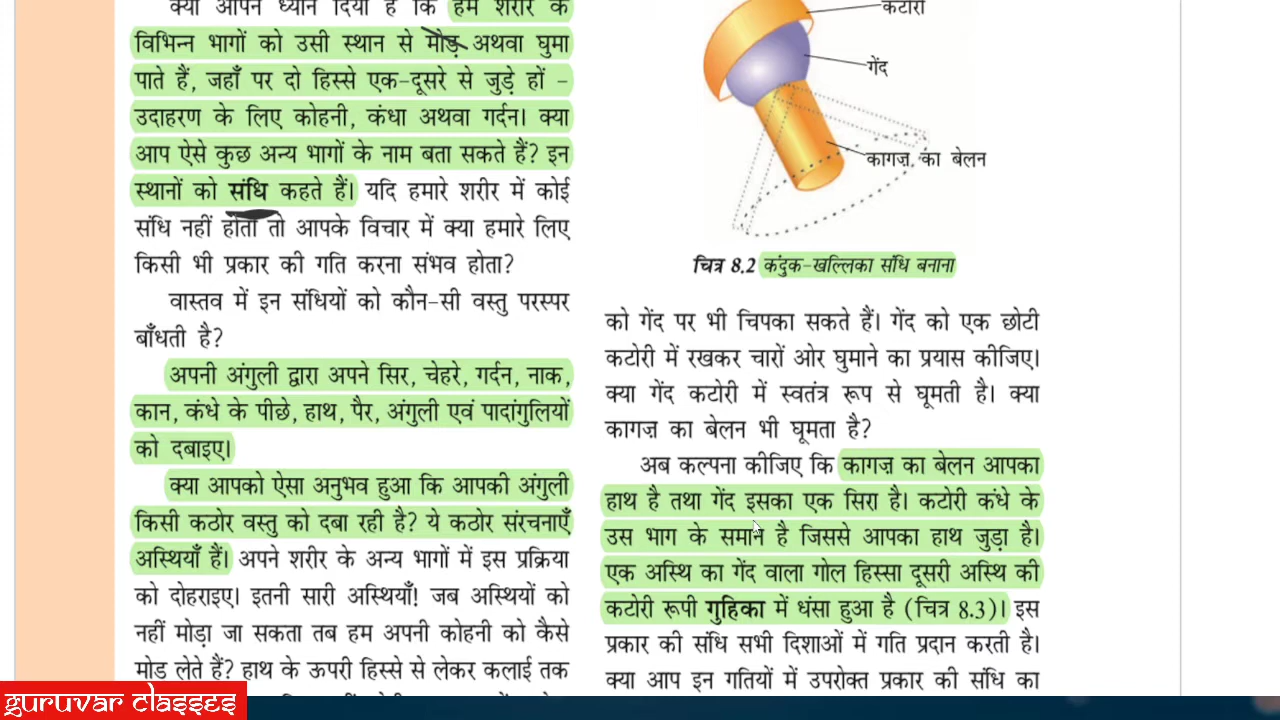 क्या आपने ध्यान दिया है कि हम शरीर के
विभिन्न भागों को उसी स्थान से मोड़ अथवा घुमा
पाते हैं, जहाँ पर दो हिस्से एक-दूसरे से जुड़े हों -
उदाहरण के लिए कोहनी, कंधा अथवा गर्दन। क्या
आप ऐसे कुछ अन्य भागों के नाम बता सकते हैं? इन
स्थानों को संधि कहते हैं। यदि हमारे शरीर में कोई
संधि नहीं होती तो आपके विचार में क्या हमारे लिए
किसी भी प्रकार की गति करना संभव होता?
वास्तव में इन संधियों को कौन-सी वस्तु परस्पर
बाँधती है?
अपनी अंगुली द्वारा अपने सिर, चेहरे, गर्दन, नाक,
कान, कंधे के पीछे, हाथ, पैर, अंगुली एवं पादांगुलियों
को दबाइए।
क्या आपको ऐसा अनुभव हुआ कि आपकी अंगुली
किसी कठोर वस्तु को दबा रही है? ये कठोर संरचनाएँ
अस्थियाँ हैं। अपने शरीर के अन्य भागों में इस प्रक्रिया
को दोहराइए। इतनी सारी अस्थियाँ! जब अस्थियों को
नहीं मोड़ा जा सकता तब हम अपनी कोहनी को कैसे
मोड़ लेते हैं? हाथ के ऊपरी हिस्से से लेकर कलाई तक
कटोरी
गेंद
कागज़ का बेलन
चित्र 8.2 कंदुक-खल्लिका संधि बनाना
को गेंद पर भी चिपका सकते हैं। गेंद को एक छोटी
कटोरी में रखकर चारों ओर घुमाने का प्रयास कीजिए।
क्या गेंद कटोरी में स्वतंत्र रूप से घूमती है। क्या
कागज़ का बेलन भी घूमता है?
अब कल्पना कीजिए कि कागज़ का बेलन आपका
हाथ है तथा गेंद इसका एक सिरा है। कटोरी कंधे के
उस भाग के समान है जिससे आपका हाथ जुड़ा है।
एक अस्थि का गेंद वाला गोल हिस्सा दूसरी अस्थि की
कटोरी रूपी गुहिका में धंसा हुआ है (चित्र 8.3)। इस
प्रकार की संधि सभी दिशाओं में गति प्रदान करती है।
क्या आप इन गतियों में उपरोक्त प्रकार की संधि का
GURUVAR CLASSES